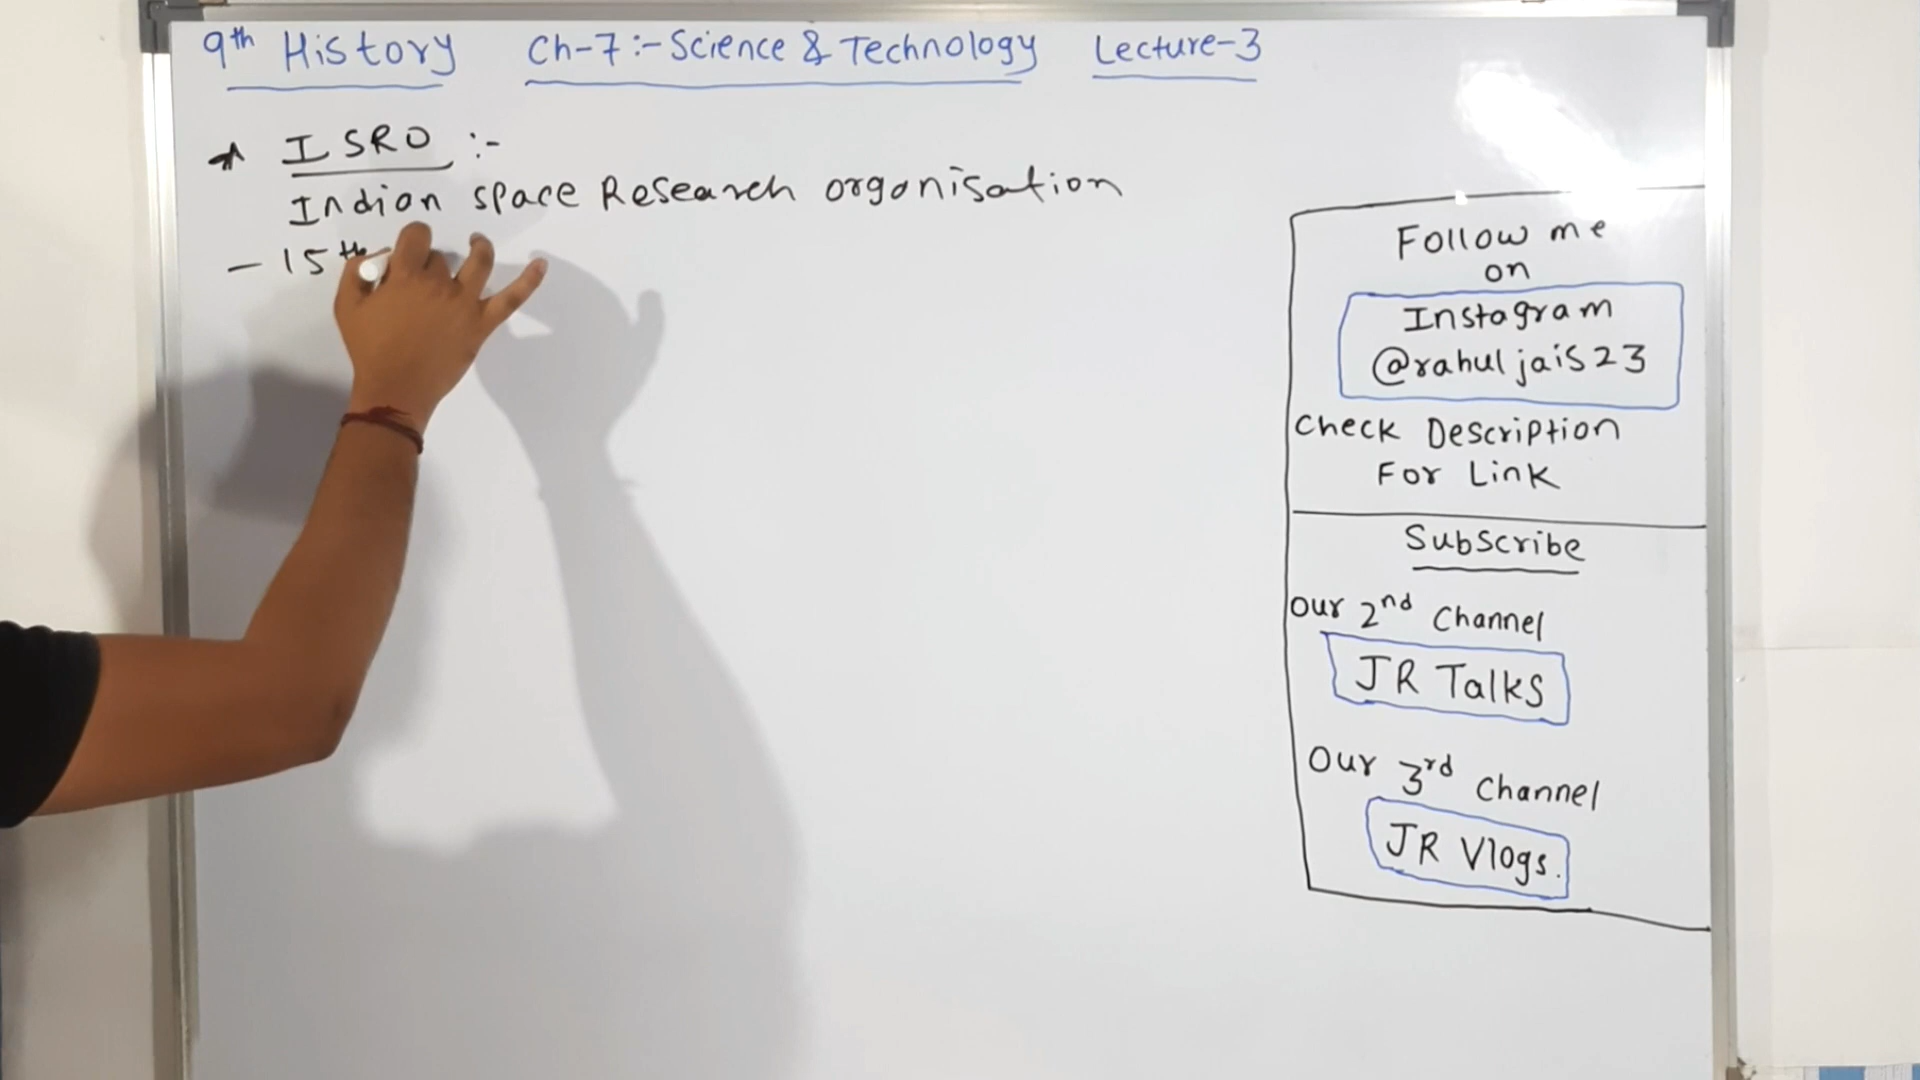 9th History Ch-7:- Science & Technology Lecture-3
* ISRO :-
Indian space Research organisation
- 15th
Follow me
on
Instagram
@rahuljais23
Check Description
For Link
Subscribe
Our 2nd Channel
JR Talks
Our 3rd Channel
JR Vlogs.